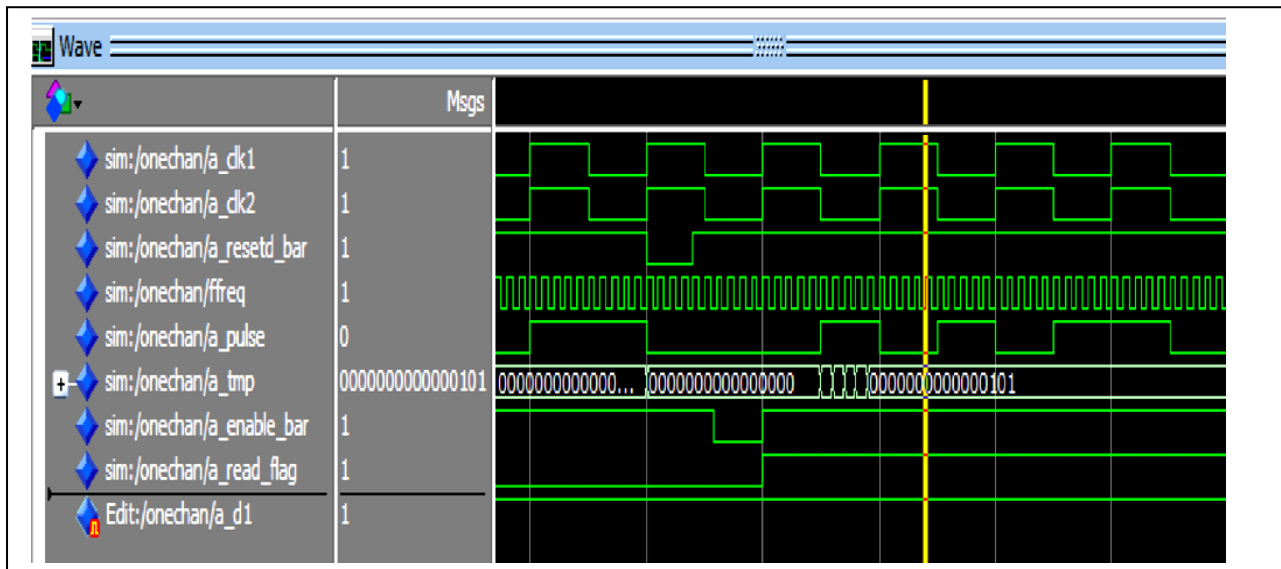 Wave
Msgs
sim:/onechan/a_clk1 1
sim:/onechan/a_clk2 1
sim:/onechan/a_resetd_bar 1
sim:/onechan/ffreq 1
sim:/onechan/a_pulse 0
sim:/onechan/a_tmp 0000000000000101 0000000000000... 0000000000000000 0000000000000101
sim:/onechan/a_enable_bar 1
sim:/onechan/a_read_flag 1
Edit:/onechan/a_d1 1